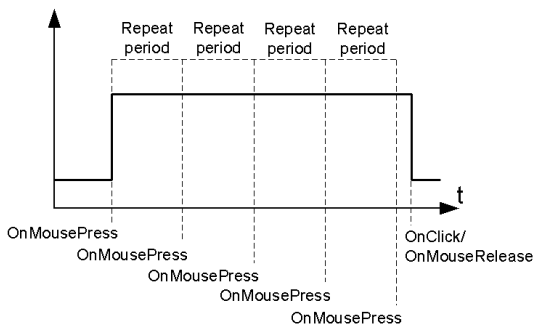 Repeat Repeat Repeat Repeat
period period period period
t
OnMousePress
OnMousePress
OnMousePress
OnMousePress
OnMousePress
OnClick/
OnMouseRelease